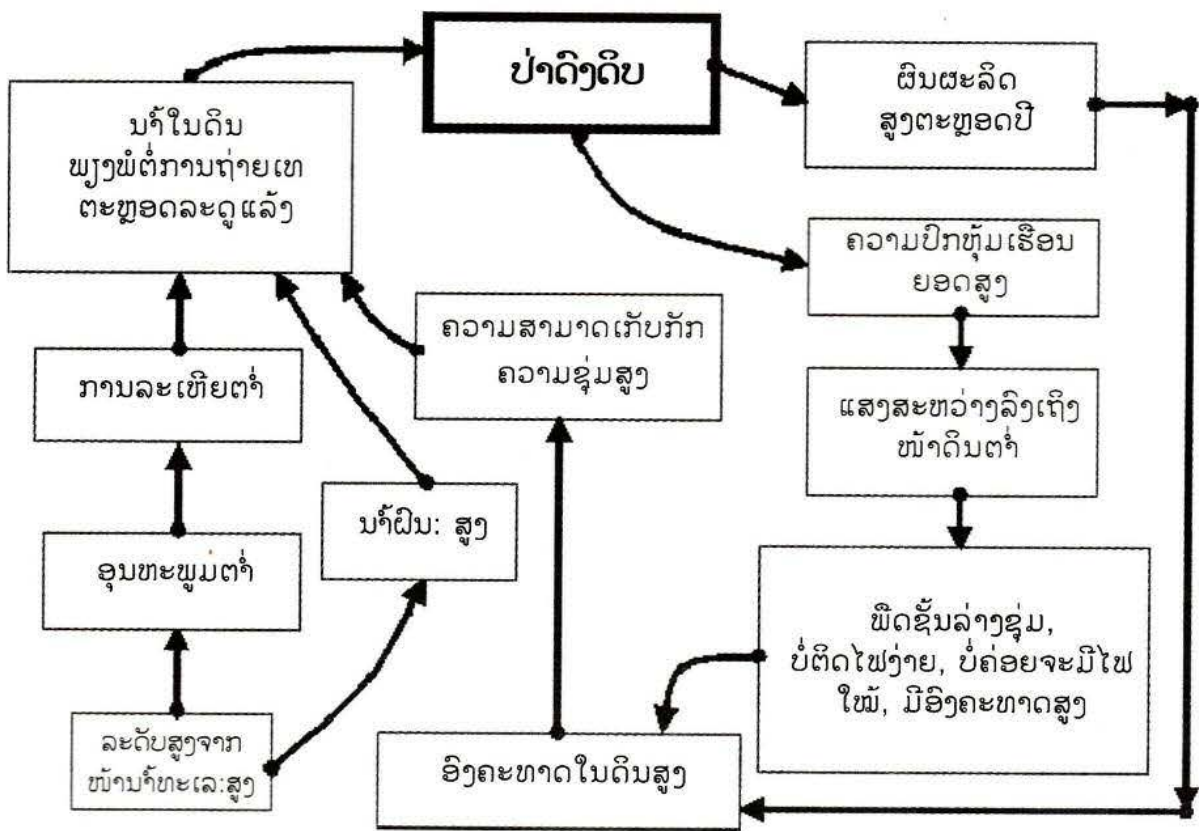 ປ່າດົງດິບ
ຜົນຜະລິດ
ສູງຕະຫຼອດປີ
ນ້ຳໃນດິນ
ພຽງພໍຕໍ່ການຖ່າຍເທ
ຕະຫຼອດລະດູແລ້ງ
ຄວາມປົກຫຸ້ມເຮືອນ
ຍອດສູງ
ຄວາມສາມາດເກັບກັກ
ຄວາມຊຸ່ມສູງ
ການລະເຫີຍຕ່ຳ
ແສງສະຫວ່າງລົງເຖິງ
ໜ້າດິນຕ່ຳ
ນ້ຳຝົນ: ສູງ
ອຸນຫະພູມຕ່ຳ
ພືດຊັ້ນລ່າງຊຸ່ມ,
ບໍ່ຕິດໄຟງ່າຍ, ບໍ່ຄ່ອຍຈະມີໄຟ
ໃໝ້, ມີອົງຄະທາດສູງ
ລະດັບສູງຈາກ
ໜ້ານ້ຳທະເລ:ສູງ
ອົງຄະທາດໃນດິນສູງ